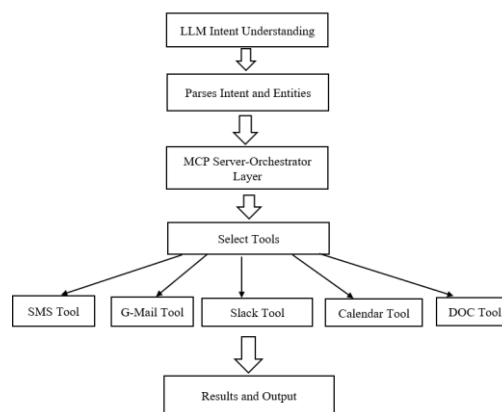 LLM Intent Understanding
Parses Intent and Entities
MCP Server-Orchestrator
Layer
Select Tools
SMS Tool
G-Mail Tool
Slack Tool
Calendar Tool
DOC Tool
Results and Output